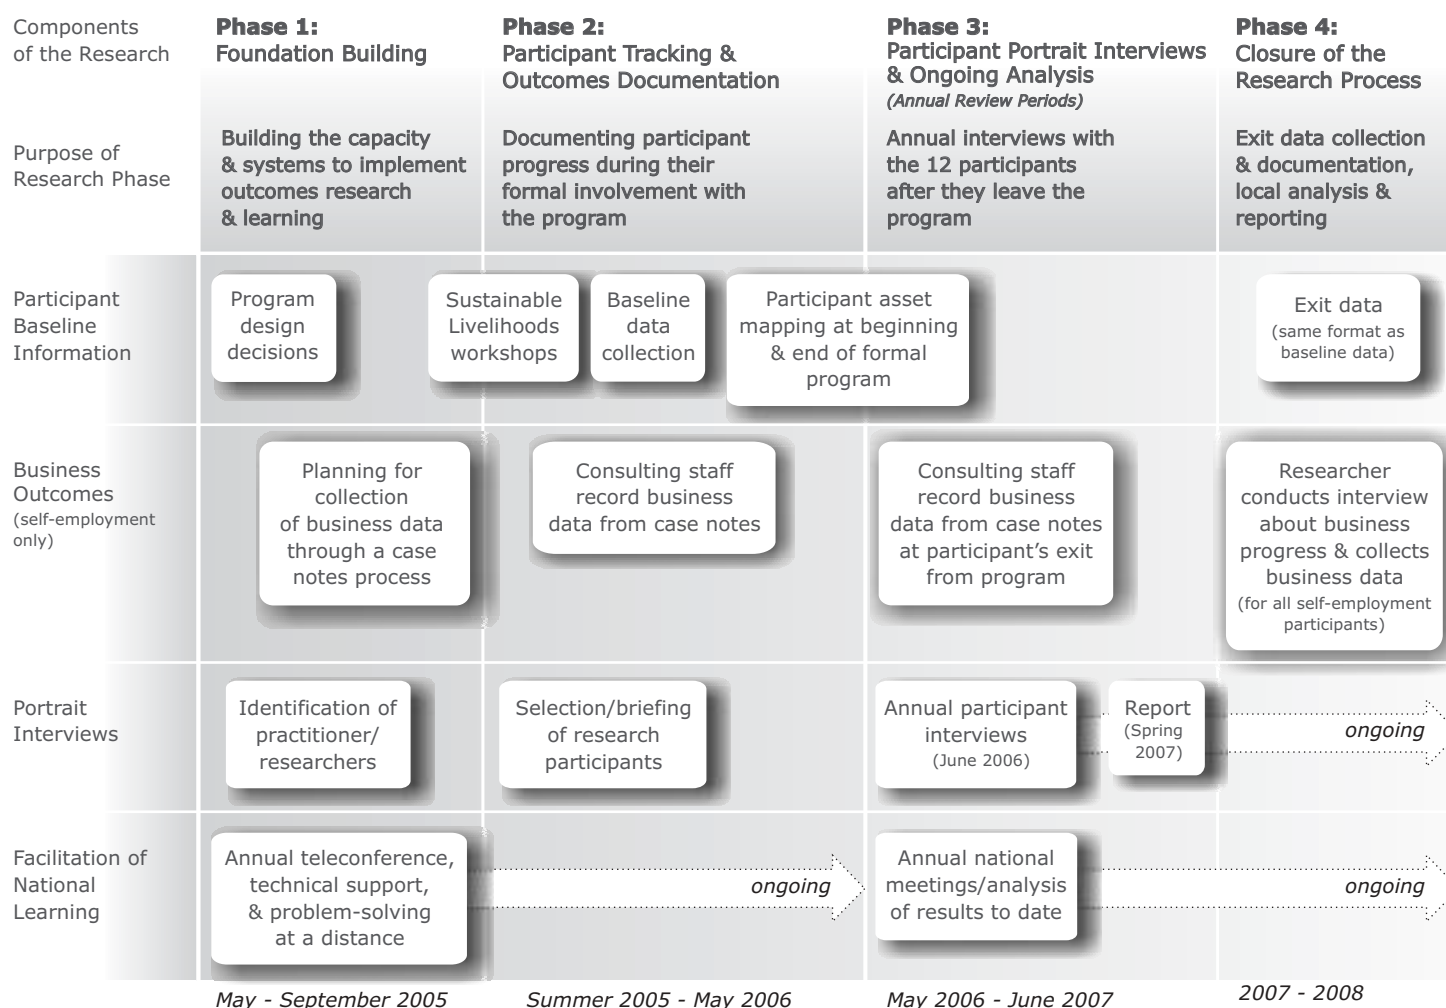 Components
of the Research
Phase 1:
Foundation Building
Phase 2:
Participant Tracking &
Outcomes Documentation
Phase 3:
Participant Portrait Interviews
& Ongoing Analysis
(Annual Review Periods)
Phase 4:
Closure of the
Research Process
Purpose of
Research Phase
Building the capacity
& systems to implement
outcomes research
& learning
Documenting participant
progress during their
formal involvement with
the program
Annual interviews with
the 12 participants
after they leave the
program
Exit data collection
& documentation,
local analysis &
reporting
Participant
Baseline
Information
Program
design
decisions
Sustainable
Livelihoods
workshops
Baseline
data
collection
Participant asset
mapping at beginning
& end of formal
program
Exit data
(same format as
baseline data)
Business
Outcomes
(self-employment
only)
Planning for
collection
of business data
through a case
notes process
Consulting staff
record business
data from case notes
Consulting staff
record business
data from case notes
at participant’s exit
from program
Researcher
conducts interview
about business
progress & collects
business data
(for all self-employment
participants)
Portrait
Interviews
Identification of
practitioner/
researchers
Selection/briefing
of research
participants
Annual participant
interviews
(June 2006)
Report
(Spring
2007)
ongoing
Facilitation of
National
Learning
Annual teleconference,
technical support,
& problem-solving
at a distance
ongoing
Annual national
meetings/analysis
of results to date
ongoing
May - September 2005
Summer 2005 - May 2006
May 2006 - June 2007
2007 - 2008